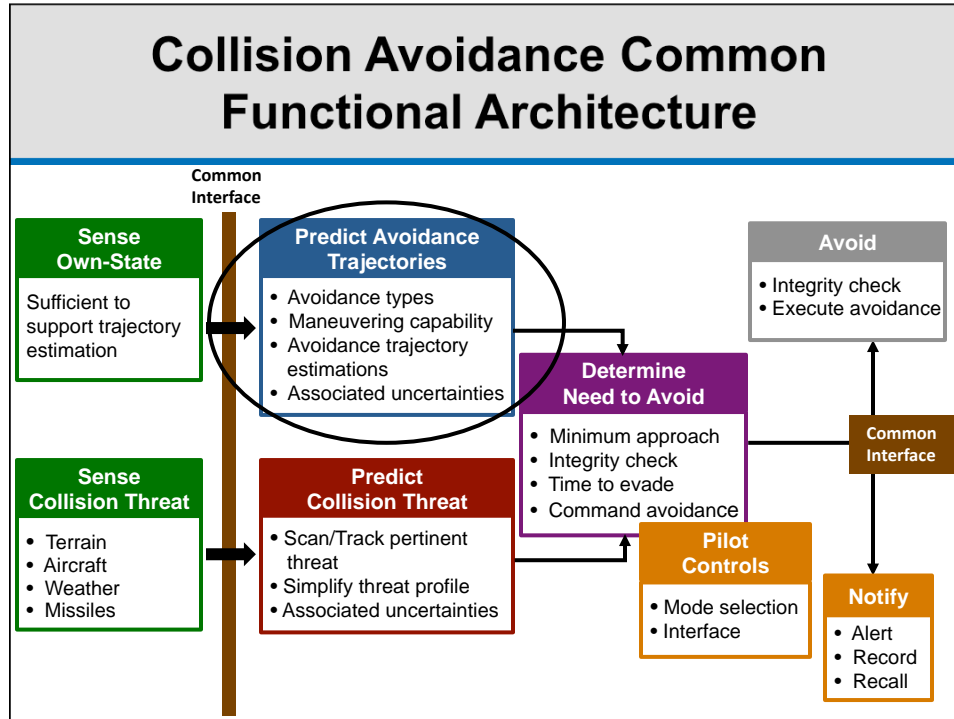 Collision Avoidance Common
Functional Architecture
Common
Interface
Sense
Own-State
Sufficient to
support trajectory
estimation
Predict Avoidance
Trajectories
• Avoidance types
• Maneuvering capability
• Avoidance trajectory
estimations
• Associated uncertainties
Avoid
• Integrity check
• Execute avoidance
Determine
Need to Avoid
• Minimum approach
• Integrity check
• Time to evade
• Command avoidance
Common
Interface
Sense
Collision Threat
• Terrain
• Aircraft
• Weather
• Missiles
Predict
Collision Threat
• Scan/Track pertinent
threat
• Simplify threat profile
• Associated uncertainties
Pilot
Controls
• Mode selection
• Interface
Notify
• Alert
• Record
• Recall